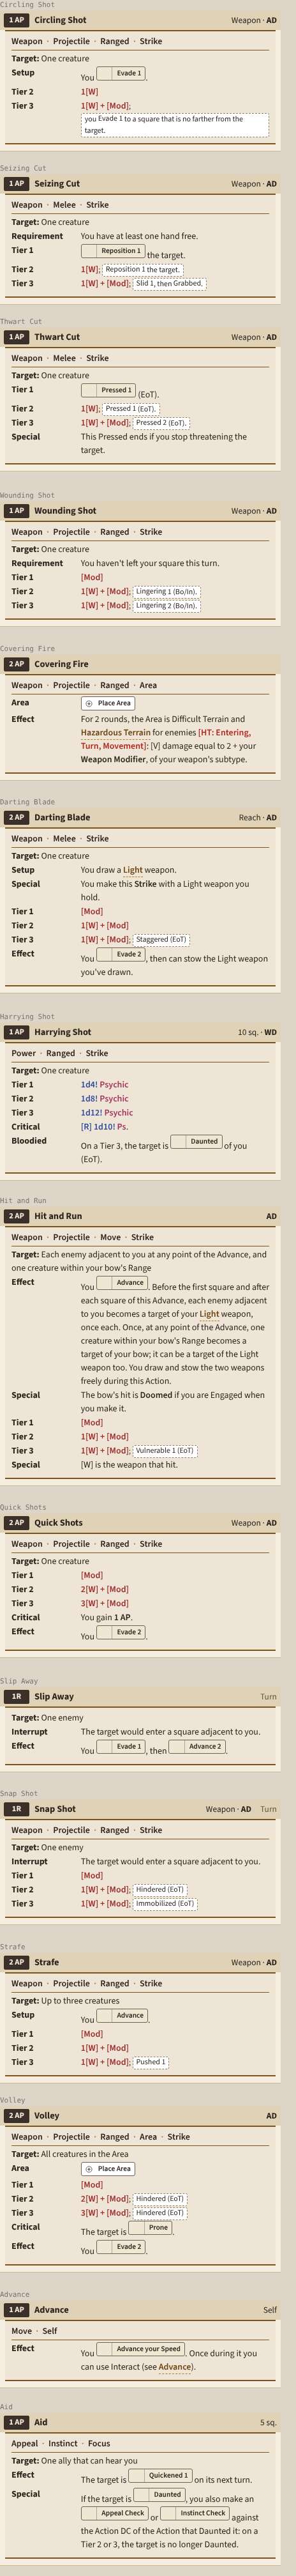 Circling Shot
1 AP Circling Shot Weapon · AD
Weapon · Projectile · Ranged · Strike
Target: One creature
Setup You Evade 1.
Tier 2 1[W]
Tier 3 1[W] + [Mod];
you Evade 1 to a square that is no farther from the
target.
Seizing Cut
1 AP Seizing Cut Weapon · AD
Weapon · Melee · Strike
Target: One creature
Requirement You have at least one hand free.
Tier 1 Reposition 1 the target.
Tier 2 1[W]; Reposition 1 the target.
Tier 3 1[W] + [Mod]; Slid 1, then Grabbed.
Thwart Cut
1 AP Thwart Cut Weapon · AD
Weapon · Melee · Strike
Target: One creature
Tier 1 Pressed 1 (EoT).
Tier 2 1[W]; Pressed 1 (EoT).
Tier 3 1[W] + [Mod]; Pressed 2 (EoT).
Special This Pressed ends if you stop threatening the
target.
Wounding Shot
1 AP Wounding Shot Weapon · AD
Weapon · Projectile · Ranged · Strike
Target: One creature
Requirement You haven't left your square this turn.
Tier 1 [Mod]
Tier 2 1[W] + [Mod]; Lingering 1 (Bo/In).
Tier 3 1[W] + [Mod]; Lingering 2 (Bo/In).
Covering Fire
2 AP Covering Fire
Weapon · Projectile · Ranged · Area
Area Place Area
Effect For 2 rounds, the Area is Difficult Terrain and
Hazardous Terrain for enemies [HT: Entering,
Turn, Movement]: [V] damage equal to 2 + your
Weapon Modifier, of your weapon's subtype.
Darting Blade
2 AP Darting Blade Reach · AD
Weapon · Melee · Strike
Target: One creature
Setup You draw a Light weapon.
Special You make this Strike with a Light weapon you
hold.
Tier 1 [Mod]
Tier 2 1[W] + [Mod]
Tier 3 1[W] + [Mod]; Staggered (EoT)
Effect You Evade 2, then can stow the Light weapon
you've drawn.
Harrying Shot
1 AP Harrying Shot 10 sq. · WD
Power · Ranged · Strike
Target: One creature
Tier 1 1d4! Psychic
Tier 2 1d8! Psychic
Tier 3 1d12! Psychic
Critical [R] 1d10! Ps.
Bloodied On a Tier 3, the target is Daunted of you
(EoT).
Hit and Run
2 AP Hit and Run AD
Weapon · Projectile · Move · Strike
Target: Each enemy adjacent to you at any point of the Advance, and
one creature within your bow's Range
Effect You Advance. Before the first square and after
each square of this Advance, each enemy adjacent
to you becomes a target of your Light weapon,
once each. Once, at any point of the Advance, one
creature within your bow's Range becomes a
target of your bow; it can be a target of the Light
weapon too. You draw and stow the two weapons
freely during this Action.
Special The bow's hit is Doomed if you are Engaged when
you make it.
Tier 1 [Mod]
Tier 2 1[W] + [Mod]
Tier 3 1[W] + [Mod]; Vulnerable 1 (EoT)
Special [W] is the weapon that hit.
Quick Shots
2 AP Quick Shots Weapon · AD
Weapon · Projectile · Ranged · Strike
Target: One creature
Tier 1 [Mod]
Tier 2 2[W] + [Mod]
Tier 3 3[W] + [Mod]
Critical You gain 1 AP.
Effect You Evade 2.
Slip Away
1R Slip Away Turn
Target: One enemy
Interrupt The target would enter a square adjacent to you.
Effect You Evade 1, then Advance 2.
Snap Shot
1R Snap Shot Weapon · AD Turn
Weapon · Projectile · Ranged · Strike
Target: One enemy
Interrupt The target would enter a square adjacent to you.
Tier 1 [Mod]
Tier 2 1[W] + [Mod]; Hindered (EoT)
Tier 3 1[W] + [Mod]; Immobilized (EoT)
Strafe
2 AP Strafe Weapon · AD
Weapon · Projectile · Ranged · Strike
Target: Up to three creatures
Setup You Advance.
Tier 1 [Mod]
Tier 2 1[W] + [Mod]
Tier 3 1[W] + [Mod]; Pushed 1
Volley
2 AP Volley AD
Weapon · Projectile · Ranged · Area · Strike
Target: All creatures in the Area
Area Place Area
Tier 1 [Mod]
Tier 2 2[W] + [Mod]; Hindered (EoT)
Tier 3 3[W] + [Mod]; Hindered (EoT)
Critical The target is Prone.
Effect You Evade 2.
Advance
1 AP Advance Self
Move · Self
Effect You Advance your Speed. Once during it you
can use Interact (see Advance).
Aid
1 AP Aid 5 sq.
Appeal · Instinct · Focus
Target: One ally that can hear you
Effect The target is Quickened 1 on its next turn.
Special If the target is Daunted, you also make an
Appeal Check or Instinct Check against
the Action DC of the Action that Daunted it: on a
Tier 2 or 3, the target is no longer Daunted.